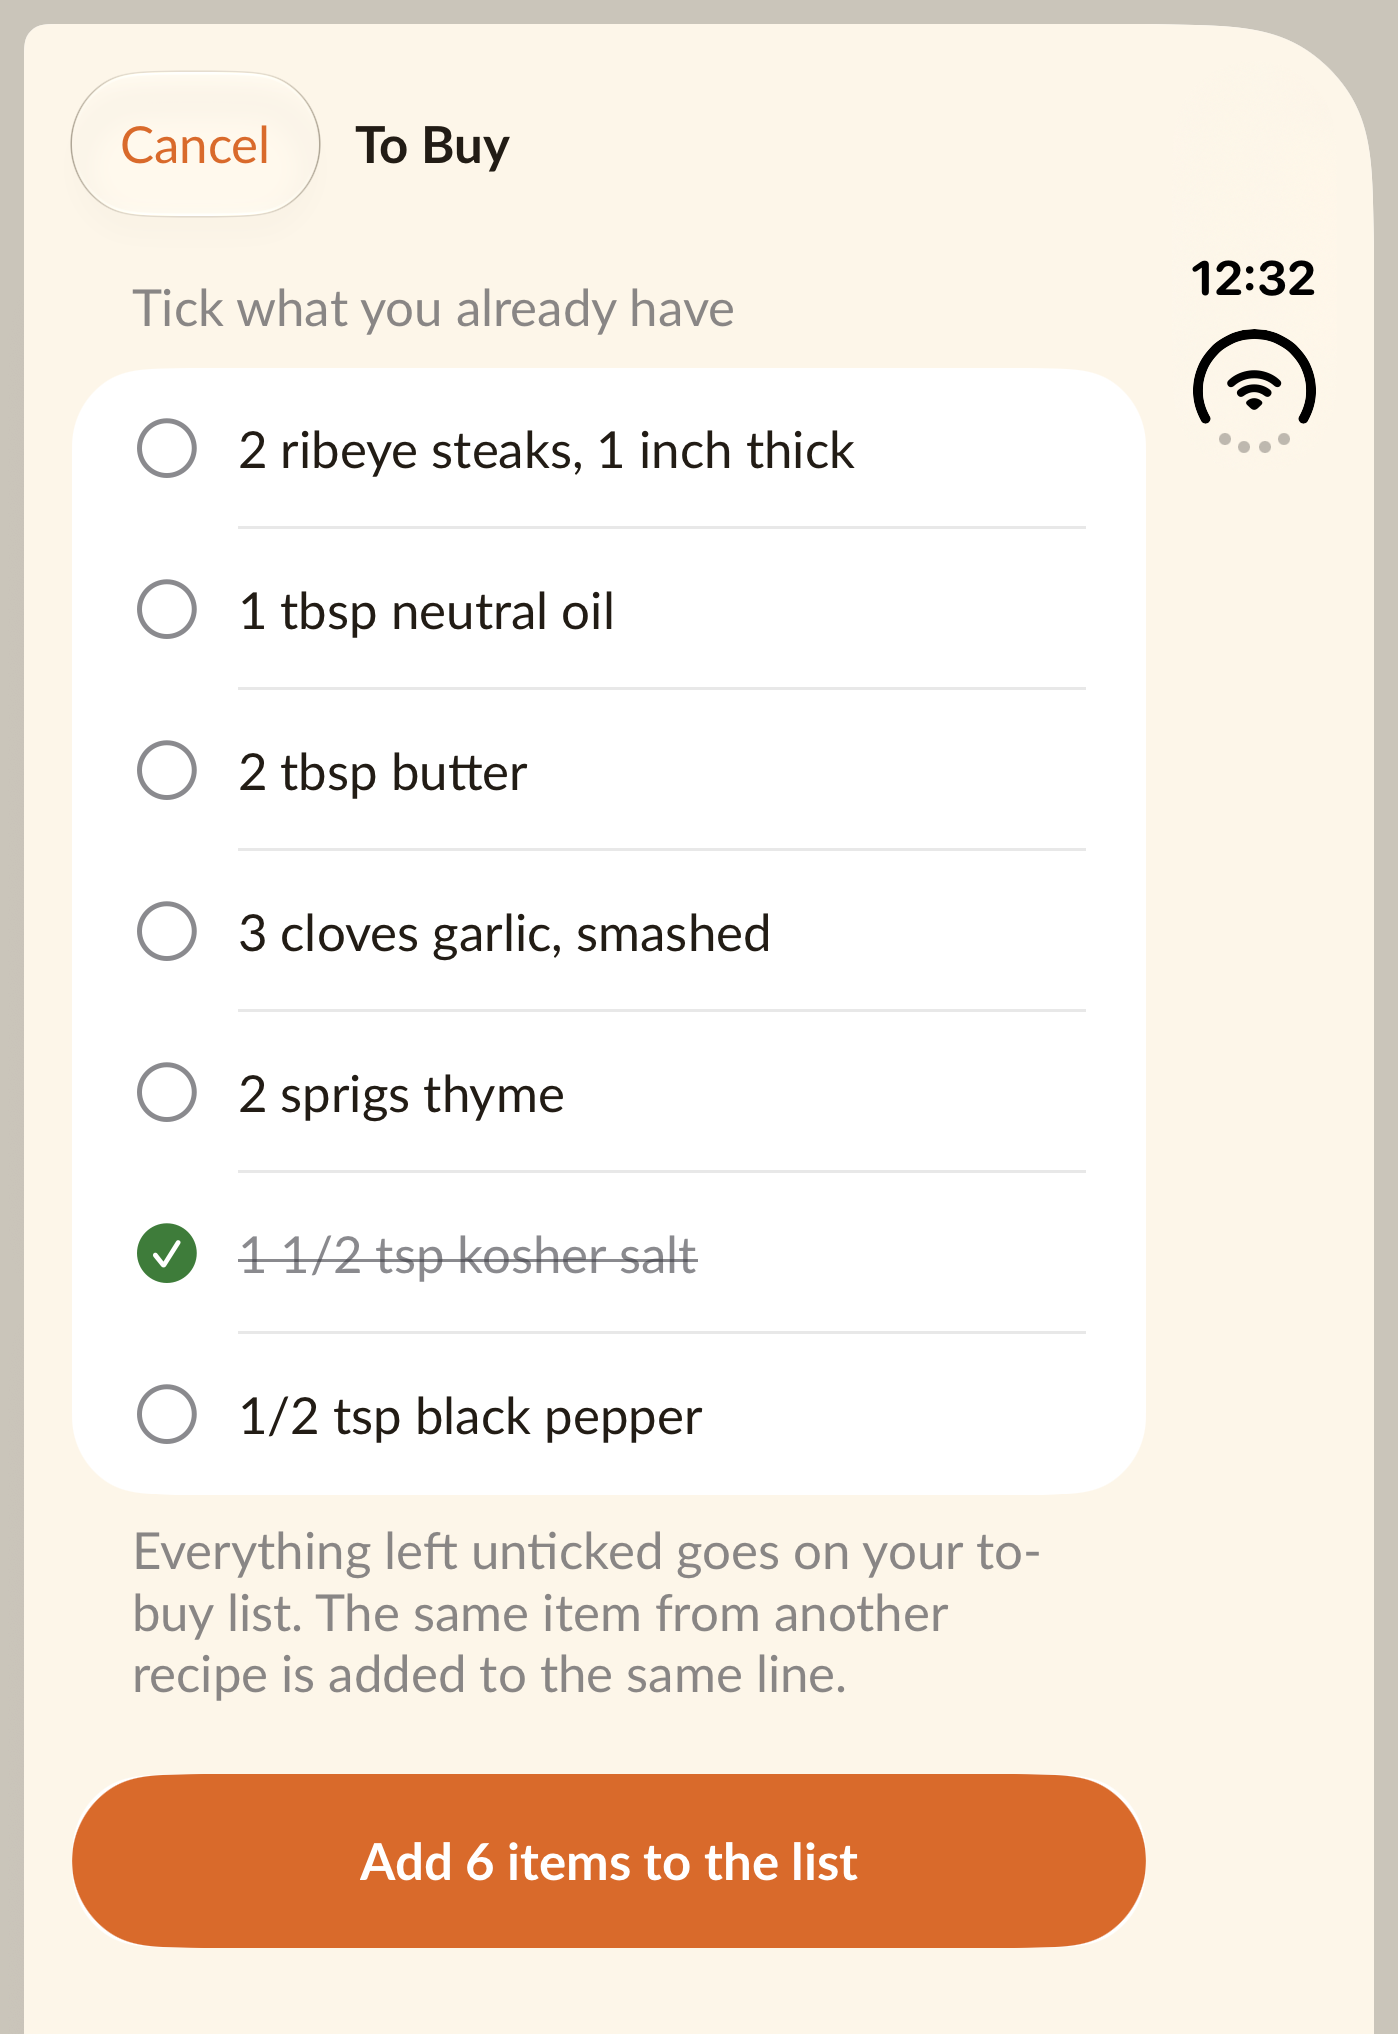 Cancel
To Buy
12:32
Tick what you already have
2 ribeye steaks, 1 inch thick
1 tbsp neutral oil
2 tbsp butter
3 cloves garlic, smashed
2 sprigs thyme
1 1/2 tsp kosher salt
1/2 tsp black pepper
Everything left unticked goes on your to-
buy list. The same item from another
recipe is added to the same line.
Add 6 items to the list